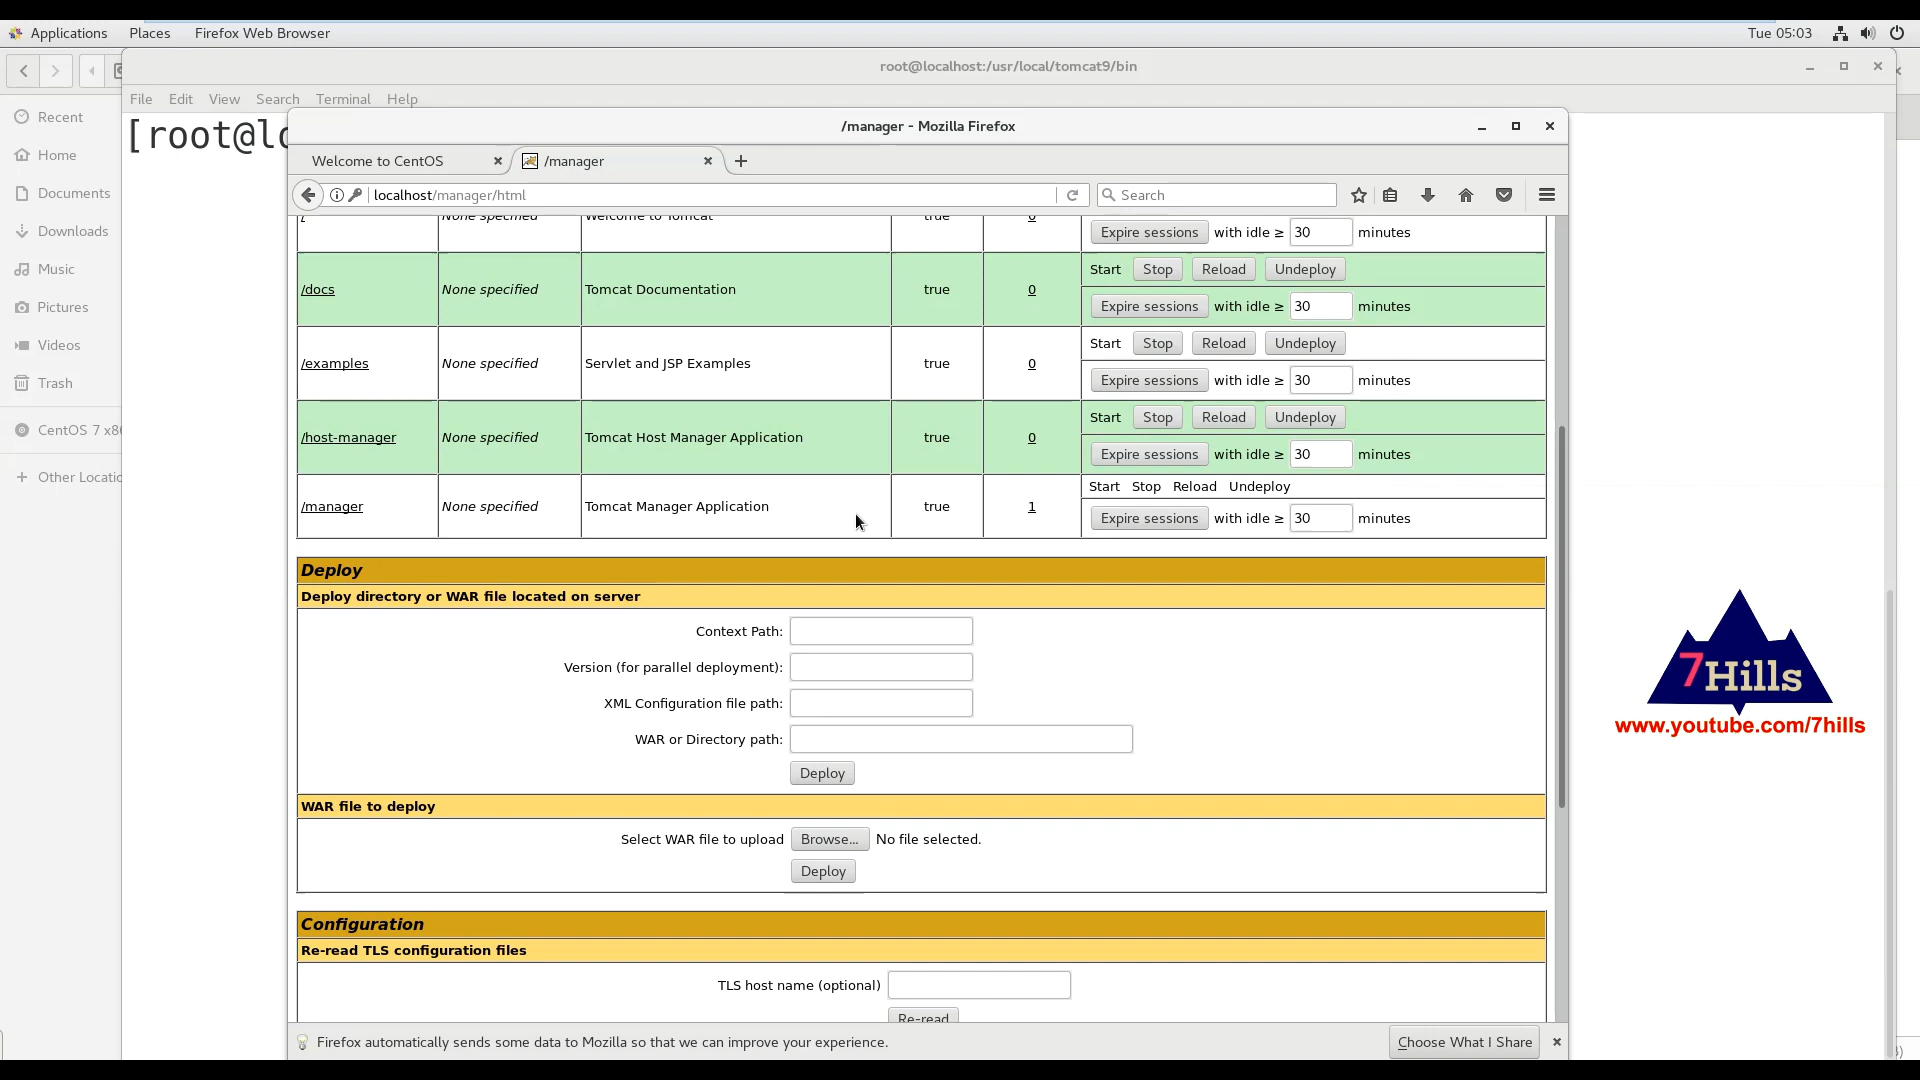 Applications Places Firefox Web Browser Tue 05:03
root@localhost:/usr/local/tomcat9/bin
File Edit View Search Terminal Help
Recent
Home
Documents
Downloads
Music
Pictures
Videos
Trash
CentOS 7 x8
Other Locatio
[root@lo
/manager - Mozilla Firefox
Welcome to CentOS /manager
localhost/manager/html Search
/ None specified Welcome to Tomcat true 0
Expire sessions with idle ≥ 30 minutes
Start Stop Reload Undeploy
/docs None specified Tomcat Documentation true 0
Expire sessions with idle ≥ 30 minutes
Start Stop Reload Undeploy
/examples None specified Servlet and JSP Examples true 0
Expire sessions with idle ≥ 30 minutes
Start Stop Reload Undeploy
/host-manager None specified Tomcat Host Manager Application true 0
Expire sessions with idle ≥ 30 minutes
Start Stop Reload Undeploy
/manager None specified Tomcat Manager Application true 1
Expire sessions with idle ≥ 30 minutes
Deploy
Deploy directory or WAR file located on server
Context Path:
Version (for parallel deployment):
XML Configuration file path:
WAR or Directory path:
Deploy
WAR file to deploy
Select WAR file to upload Browse... No file selected.
Deploy
Configuration
Re-read TLS configuration files
TLS host name (optional)
Re-read
Firefox automatically sends some data to Mozilla so that we can improve your experience. Choose What I Share
7Hills
www.youtube.com/7hills